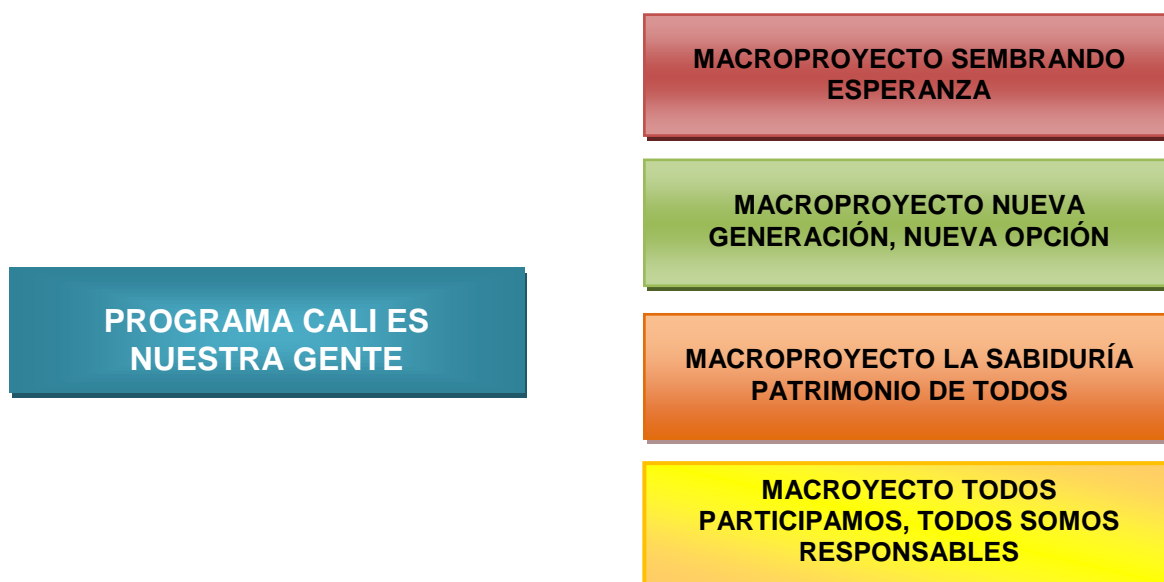 MACROPROYECTO SEMBRANDO
ESPERANZA
MACROPROYECTO NUEVA
GENERACIÓN, NUEVA OPCIÓN
PROGRAMA CALI ES
NUESTRA GENTE
MACROPROYECTO LA SABIDURÍA
PATRIMONIO DE TODOS
MACROYECTO TODOS
PARTICIPAMOS, TODOS SOMOS
RESPONSABLES